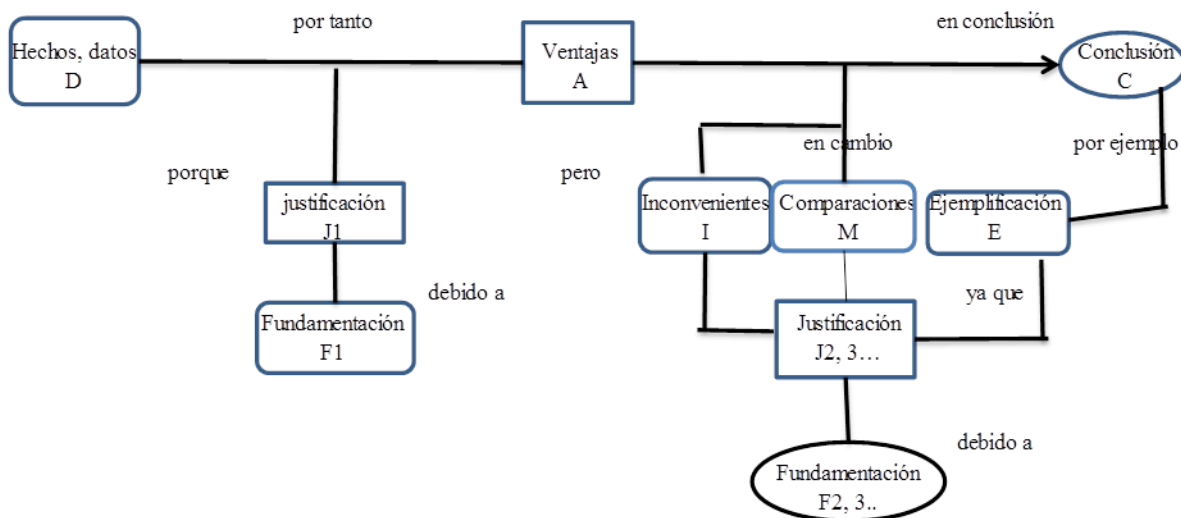 por tanto
en conclusión
Hechos, datos
D
Ventajas
A
Conclusión
C
porque
pero
en cambio
por ejemplo
justificación
J1
Inconvenientes
I
Comparaciones
M
Ejemplificación
E
debido a
ya que
Fundamentación
F1
Justificación
J2, 3...
debido a
Fundamentación
F2, 3..